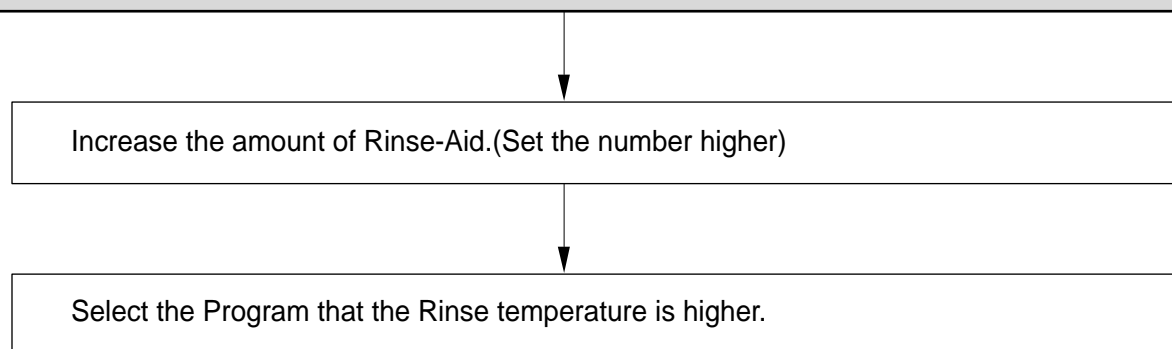 Increase the amount of Rinse-Aid.(Set the number higher)
Select the Program that the Rinse temperature is higher.